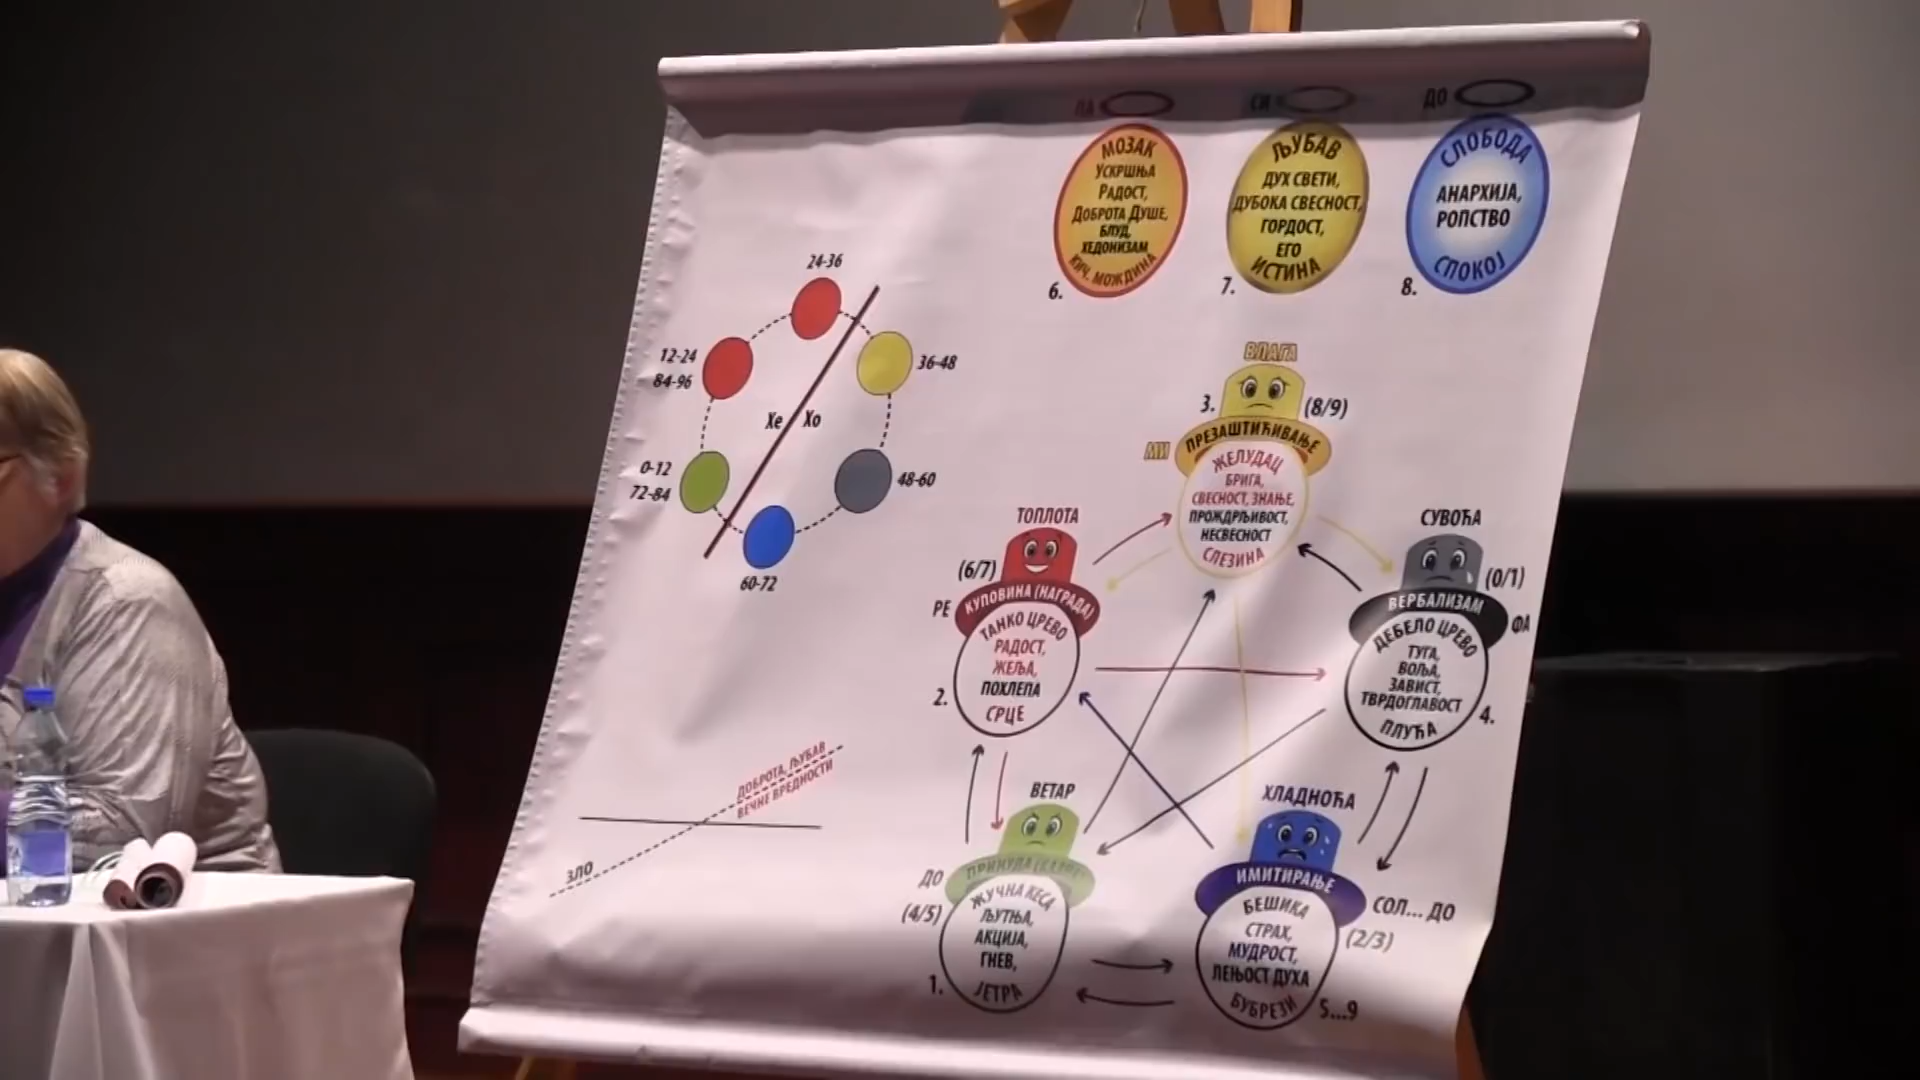 ЛА
СИ
ДО
МОЗАК
УСКРШЊА
РАДОСТ,
ДОБРОТА ДУШЕ,
БЛУД,
ХЕДОНИЗАМ
КИЧ. МОЖДИНА
6.
ЉУБАВ
ДУХ СВЕТИ,
ДУБОКА СВЕСНОСТ,
ГОРДОСТ,
ЕГО
ИСТИНА
7.
СЛОБОДА
АНАРХИЈА,
РОПСТВО
СПОКОЈ
8.
24-36
12-24
84-96
36-48
Хе Хо
0-12
72-84
48-60
60-72
ВЛАГА
3.
(8/9)
МИ
ПРЕЗАШТИЋИВАЊЕ
ЖЕЛУДАЦ
БРИГА,
СВЕСНОСТ, ЗНАЊЕ,
ПРОЖДРЉИВОСТ,
НЕСВЕСНОСТ
СЛЕЗИНА
ТОПЛОТА
(6/7)
РЕ
КУПОВИНА (НАГРАДА)
ТАНКО ЦРЕВО
РАДОСТ,
ЖЕЉА,
ПОХЛЕПА
СРЦЕ
2.
СУВОЋА
(0/1)
ВЕРБАЛИЗАМ
ФА
ДЕБЕЛО ЦРЕВО
ТУГА,
ВОЉА,
ЗАВИСТ,
ТВРДОГЛАВОСТ
ПЛУЋА
4.
ДОБРОТА, ЉУБАВ
ВЕЧНЕ ВРЕДНОСТИ
ЗЛО
ВЕТАР
ДО
(4/5)
ПРИНУДА
ЖУЧНА КЕСА
ЉУТЊА,
АКЦИЈА,
ГНЕВ,
ЈЕТРА
1.
ХЛАДНОЋА
ИМИТИРАЊЕ
СОЛ... ДО
(2/3)
БЕШИКА
СТРАХ,
МУДРОСТ,
ЛЕЊОСТ ДУХА
БУБРЕЗИ
5...9